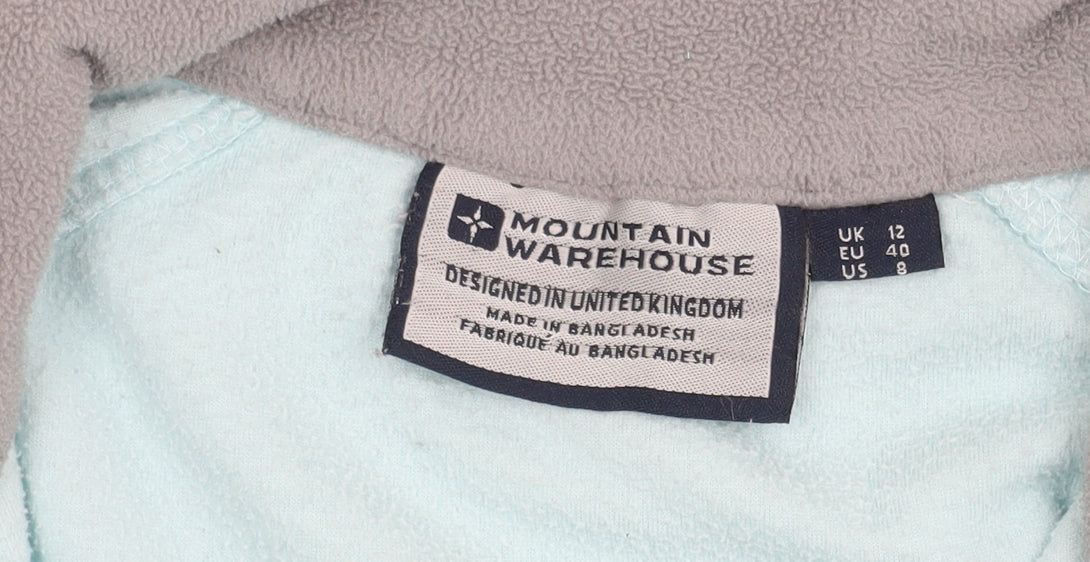 MOUNTAIN
WAREHOUSE
DESIGNED IN UNITED KINGDOM
MADE IN BANGLADESH
FABRIQUÉ AU BANGLADESH
UK 12
EU 40
US 8